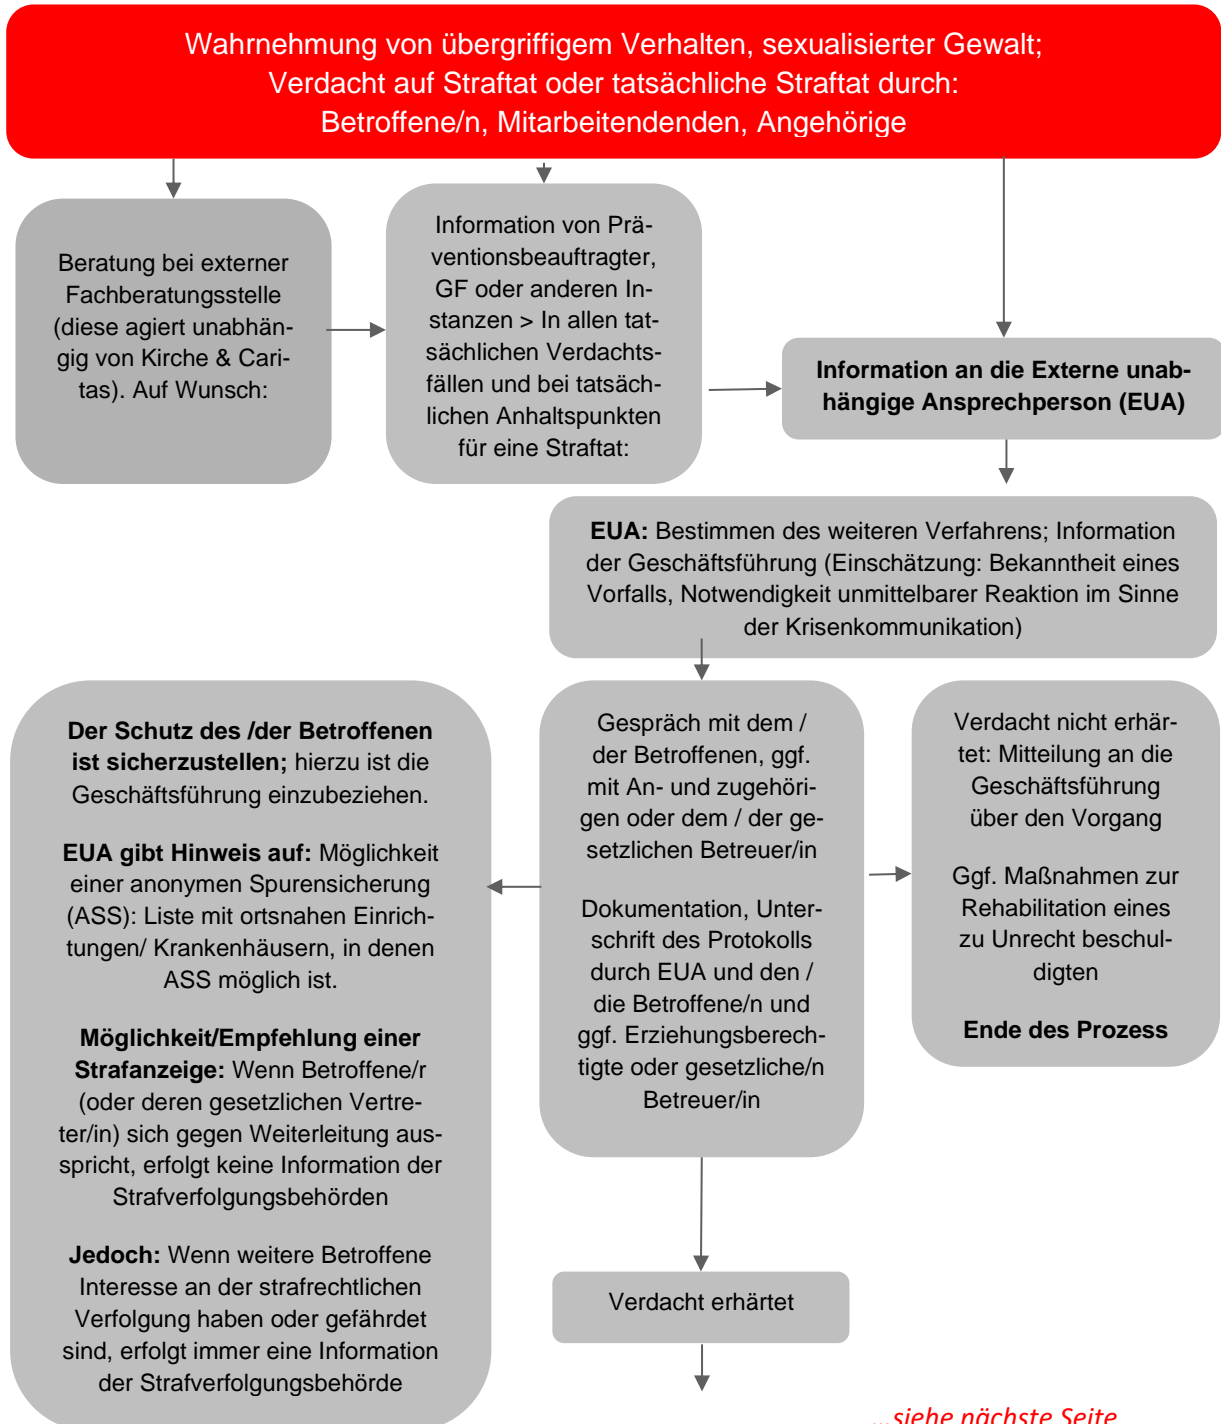 Wahrnehmung von übergriffigem Verhalten, sexualisierter Gewalt;
Verdacht auf Straftat oder tatsächliche Straftat durch:
Betroffene/n, Mitarbeitendenden, Angehörige
Beratung bei externer
Fachberatungsstelle
(diese agiert unabhän-
gig von Kirche & Cari-
tas). Auf Wunsch:
Information von Prä-
ventionsbeauftragter,
GF oder anderen In-
stanzen > In allen tat-
sächlichen Verdachts-
fällen und bei tatsäch-
lichen Anhaltspunkten
für eine Straftat:
Information an die Externe unab-
hängige Ansprechperson (EUA)
EUA: Bestimmen des weiteren Verfahrens; Information
der Geschäftsführung (Einschätzung: Bekanntheit eines
Vorfalls, Notwendigkeit unmittelbarer Reaktion im Sinne
der Krisenkommunikation)
Der Schutz des /der Betroffenen
ist sicherzustellen; hierzu ist die
Geschäftsführung einzubeziehen.
EUA gibt Hinweis auf: Möglichkeit
einer anonymen Spurensicherung
(ASS): Liste mit ortsnahen Einrich-
tungen/ Krankenhäusern, in denen
ASS möglich ist.
Möglichkeit/Empfehlung einer
Strafanzeige: Wenn Betroffene/r
(oder deren gesetzlichen Vertre-
ter/in) sich gegen Weiterleitung aus-
spricht, erfolgt keine Information der
Strafverfolgungsbehörden
Jedoch: Wenn weitere Betroffene
Interesse an der strafrechtlichen
Verfolgung haben oder gefährdet
sind, erfolgt immer eine Information
der Strafverfolgungsbehörde
Gespräch mit dem /
der Betroffenen, ggf.
mit An- und zugehöri-
gen oder dem / der ge-
setzlichen Betreuer/in
Dokumentation, Unter-
schrift des Protokolls
durch EUA und den /
die Betroffene/n und
ggf. Erziehungsberech-
tigte oder gesetzliche/n
Betreuer/in
Verdacht nicht erhär-
tet: Mitteilung an die
Geschäftsführung
über den Vorgang
Ggf. Maßnahmen zur
Rehabilitation eines
zu Unrecht beschul-
digten
Ende des Prozess
Verdacht erhärtet
...siehe nächste Seite